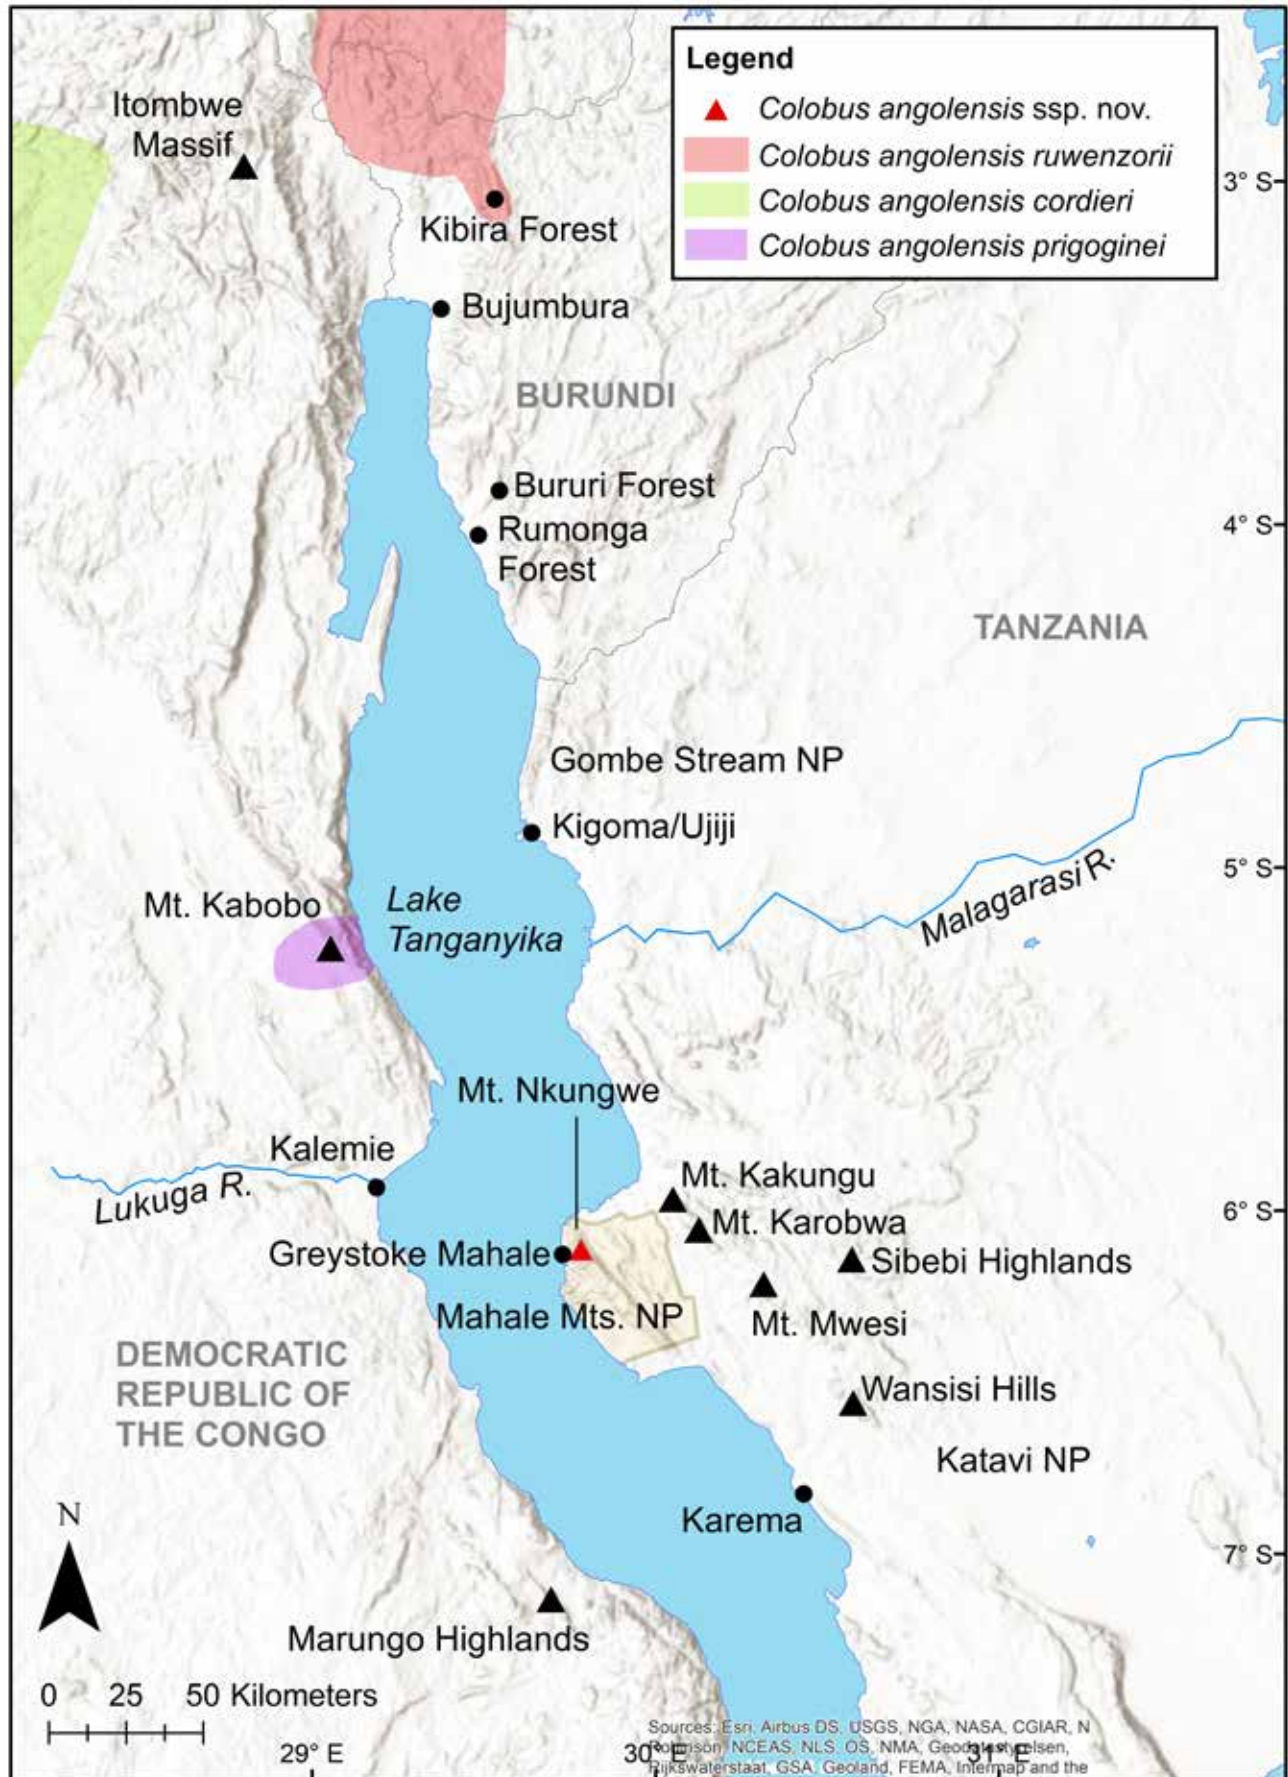 Legend
Colobus angolensis ssp. nov.
Colobus angolensis ruwenzorii
Colobus angolensis cordieri
Colobus angolensis prigoginei
Itombwe
Massif
3° S
Kibira Forest
Bujumbura
BURUNDI
Bururi Forest
Rumonga
Forest
4° S
TANZANIA
Gombe Stream NP
Kigoma/Ujiji
5° S
Malagarasi R.
Mt. Kabobo
Lake
Tanganyika
Mt. Nkungwe
Kalemie
Lukuga R.
Mt. Kakungu
6° S
Mt. Karobwa
Greystoke Mahale
Sibebi Highlands
Mahale Mts. NP
Mt. Mwesi
DEMOCRATIC
REPUBLIC OF
THE CONGO
Wansisi Hills
Katavi NP
Karema
N
7° S
Marungo Highlands
0 25 50 Kilometers
29° E
30° E
31° E
Sources: Esri, Airbus DS, USGS, NGA, NASA, CGIAR, N
Robinson, NCEAS, NLS, OS, NMA, Geodatastyrelsen,
Rijkswaterstaat, GSA, Geoland, FEMA, Intermap and the